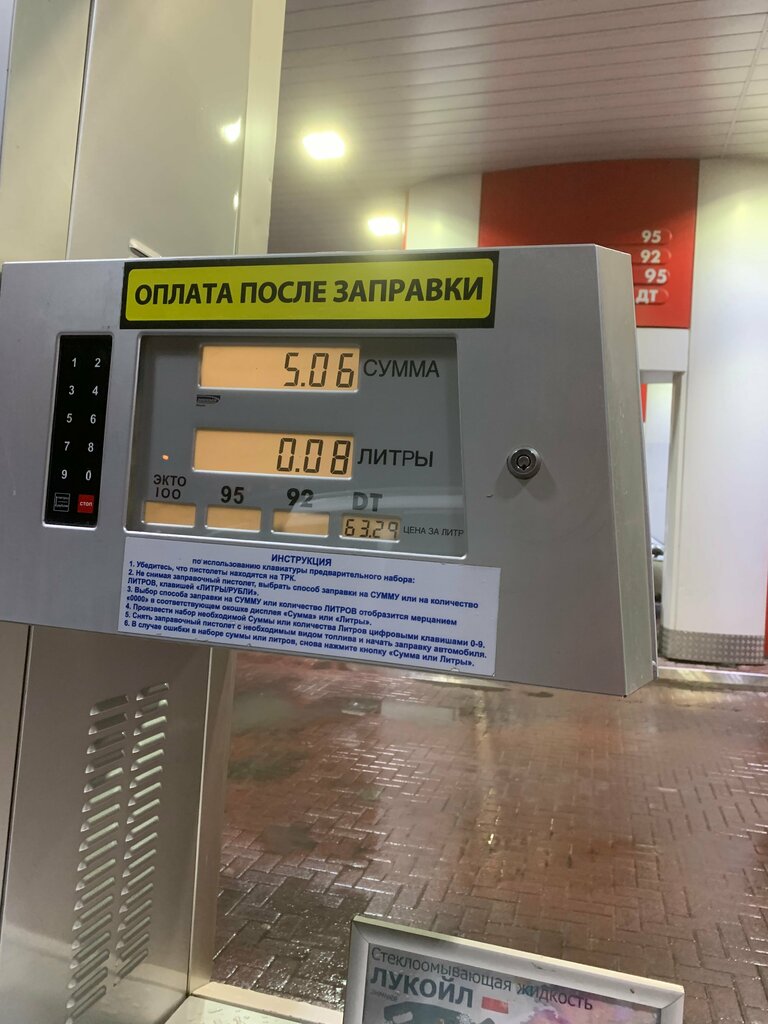 95
92
95
ДТ
ОПЛАТА ПОСЛЕ ЗАПРАВКИ
1 2
3 4
5 6
7 8
9 0
стоп
5.06 СУММА
0.08 ЛИТРЫ
ЭКТО
100
95
92
DT
63.29 ЦЕНА ЗА ЛИТР
ИНСТРУКЦИЯ
по использованию клавиатуры предварительного набора:
1. Убедитесь, что пистолеты находятся на ТРК.
2. Не снимая заправочный пистолет, выбрать способ заправки на СУММУ или на количество
ЛИТРОВ, клавишей «ЛИТРЫ/РУБЛИ».
3. Выбор способа заправки на СУММУ или количество ЛИТРОВ отобразится мерцанием
«0000» в соответствующем окошке дисплея «Сумма» или «Литры».
4. Произвести набор необходимой Суммы или количества Литров цифровыми клавишами 0-9.
5. Снять заправочный пистолет с необходимым видом топлива и начать заправку автомобиля.
6. В случае ошибки в наборе суммы или литров, снова нажмите кнопку «Сумма или Литры».
Стеклоомывающая жидкость
ЛУКОЙЛ